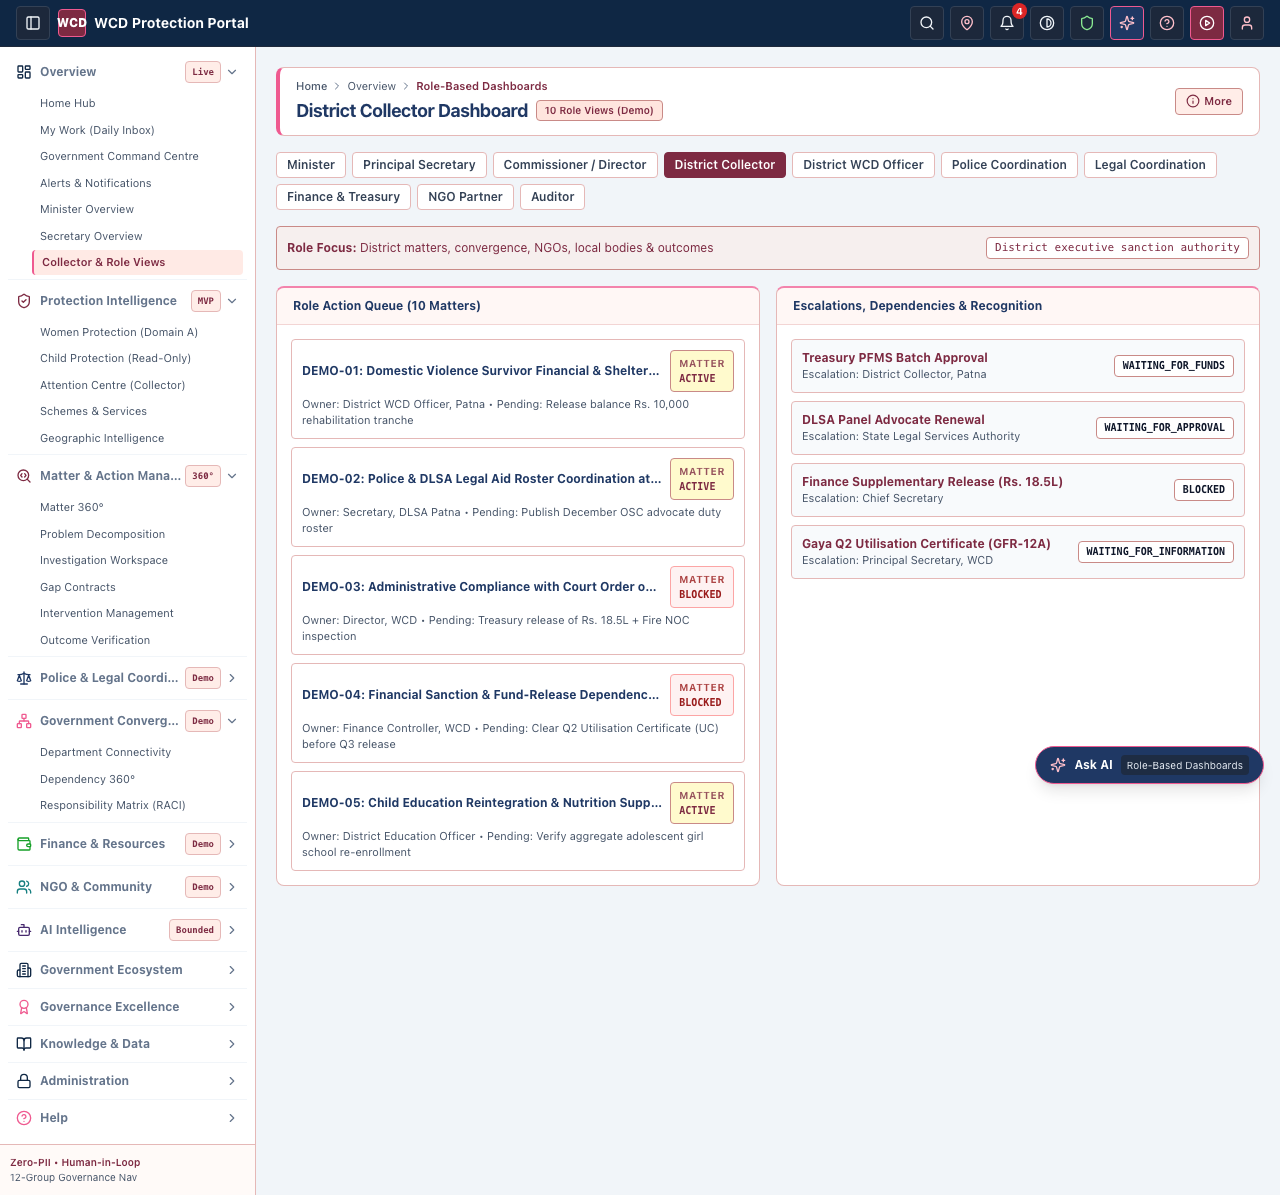 WCD WCD Protection Portal
4
Overview Live
Home Hub
My Work (Daily Inbox)
Government Command Centre
Alerts & Notifications
Minister Overview
Secretary Overview
Collector & Role Views
Protection Intelligence MVP
Women Protection (Domain A)
Child Protection (Read-Only)
Attention Centre (Collector)
Schemes & Services
Geographic Intelligence
Matter & Action Mana... 360°
Matter 360°
Problem Decomposition
Investigation Workspace
Gap Contracts
Intervention Management
Outcome Verification
Police & Legal Coordi... Demo
Government Converg... Demo
Department Connectivity
Dependency 360°
Responsibility Matrix (RACI)
Finance & Resources Demo
NGO & Community Demo
AI Intelligence Bounded
Government Ecosystem
Governance Excellence
Knowledge & Data
Administration
Help
Zero-PII • Human-in-Loop
12-Group Governance Nav
Home > Overview > Role-Based Dashboards
District Collector Dashboard 10 Role Views (Demo)
More
Minister Principal Secretary Commissioner / Director District Collector District WCD Officer Police Coordination Legal Coordination
Finance & Treasury NGO Partner Auditor
Role Focus: District matters, convergence, NGOs, local bodies & outcomes District executive sanction authority
Role Action Queue (10 Matters)
DEMO-01: Domestic Violence Survivor Financial & Shelter... MATTER ACTIVE
Owner: District WCD Officer, Patna • Pending: Release balance Rs. 10,000
rehabilitation tranche
DEMO-02: Police & DLSA Legal Aid Roster Coordination at... MATTER ACTIVE
Owner: Secretary, DLSA Patna • Pending: Publish December OSC advocate duty
roster
DEMO-03: Administrative Compliance with Court Order o... MATTER BLOCKED
Owner: Director, WCD • Pending: Treasury release of Rs. 18.5L + Fire NOC
inspection
DEMO-04: Financial Sanction & Fund-Release Dependenc... MATTER BLOCKED
Owner: Finance Controller, WCD • Pending: Clear Q2 Utilisation Certificate (UC)
before Q3 release
DEMO-05: Child Education Reintegration & Nutrition Supp... MATTER ACTIVE
Owner: District Education Officer • Pending: Verify aggregate adolescent girl
school re-enrollment
Escalations, Dependencies & Recognition
Treasury PFMS Batch Approval WAITING_FOR_FUNDS
Escalation: District Collector, Patna
DLSA Panel Advocate Renewal WAITING_FOR_APPROVAL
Escalation: State Legal Services Authority
Finance Supplementary Release (Rs. 18.5L) BLOCKED
Escalation: Chief Secretary
Gaya Q2 Utilisation Certificate (GFR-12A) WAITING_FOR_INFORMATION
Escalation: Principal Secretary, WCD
Ask AI Role-Based Dashboards